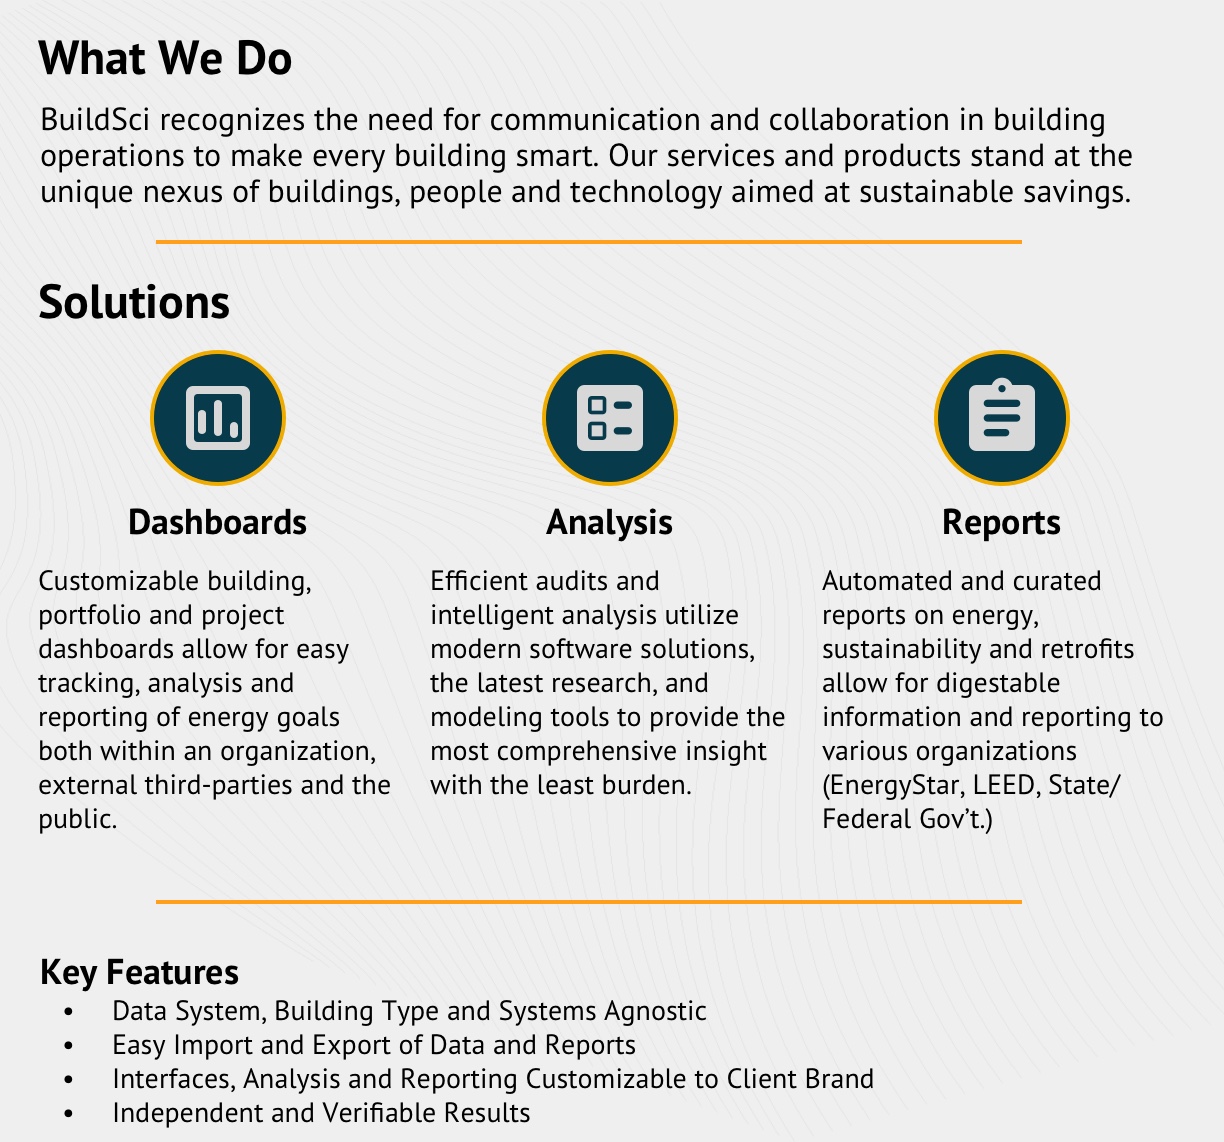 What We Do
BuildSci recognizes the need for communication and collaboration in building
operations to make every building smart. Our services and products stand at the
unique nexus of buildings, people and technology aimed at sustainable savings.
Solutions
Dashboards
Customizable building,
portfolio and project
dashboards allow for easy
tracking, analysis and
reporting of energy goals
both within an organization,
external third-parties and the
public.
Analysis
Efficient audits and
intelligent analysis utilize
modern software solutions,
the latest research, and
modeling tools to provide the
most comprehensive insight
with the least burden.
Reports
Automated and curated
reports on energy,
sustainability and retrofits
allow for digestable
information and reporting to
various organizations
(EnergyStar, LEED, State/
Federal Gov’t.)
Key Features
• Data System, Building Type and Systems Agnostic
• Easy Import and Export of Data and Reports
• Interfaces, Analysis and Reporting Customizable to Client Brand
• Independent and Verifiable Results